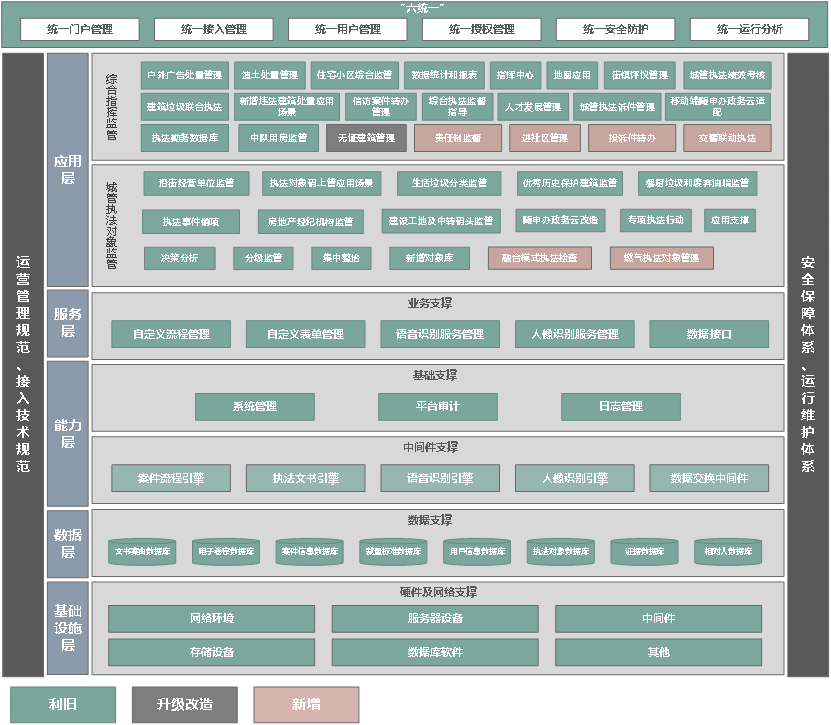 "六统一"
统一门户管理 统一接入管理 统一用户管理 统一授权管理 统一安全防护 统一运行分析
运营管理规范、接入技术规范
应用层
综合指挥监管
户外广告处置管理 渣土处置管理 住宅小区综合监管 数据统计和报表 指挥中心 地图应用 街镇评议管理 城管执法绩效考核
建筑垃圾联合执法 新增违法建筑处置应用场景 信访案件转办管理 综合执法监督指导 人才发展管理 城管执法诉件管理 移动端随申办政务云适配
执法勤务数据库 中队用房监管 无证建筑管理 责任制监督 进社区管理 投诉件转办 交警联动执法
城管执法对象监管
沿街经营单位监管 执法对象码上管应用场景 生活垃圾分类监管 优秀历史保护建筑监管 餐厨垃圾和废弃油脂监管
执法事件销项 房地产经纪机构监管 建设工地及中转码头监管 随申办政务云改造 专项执法行动 应用支撑
决策分析 分级监管 集中整治 新增对象库 融合模式执法检查 燃气执法对象管理
服务层
业务支撑
自定义流程管理 自定义表单管理 语音识别服务管理 人像识别服务管理 数据接口
能力层
基础支撑
系统管理 平台审计 日志管理
中间件支撑
案件流程引擎 执法文书引擎 语音识别引擎 人像识别引擎 数据交换中间件
数据层
数据支撑
文书案由数据库 电子卷宗数据库 案件信息数据库 裁量标准数据库 用户信息数据库 执法对象数据库 证据数据库 相对人数据库
基础设施层
硬件及网络支撑
网络环境 服务器设备 中间件
存储设备 数据库软件 其他
安全保障体系、运行维护体系
利旧 升级改造 新增